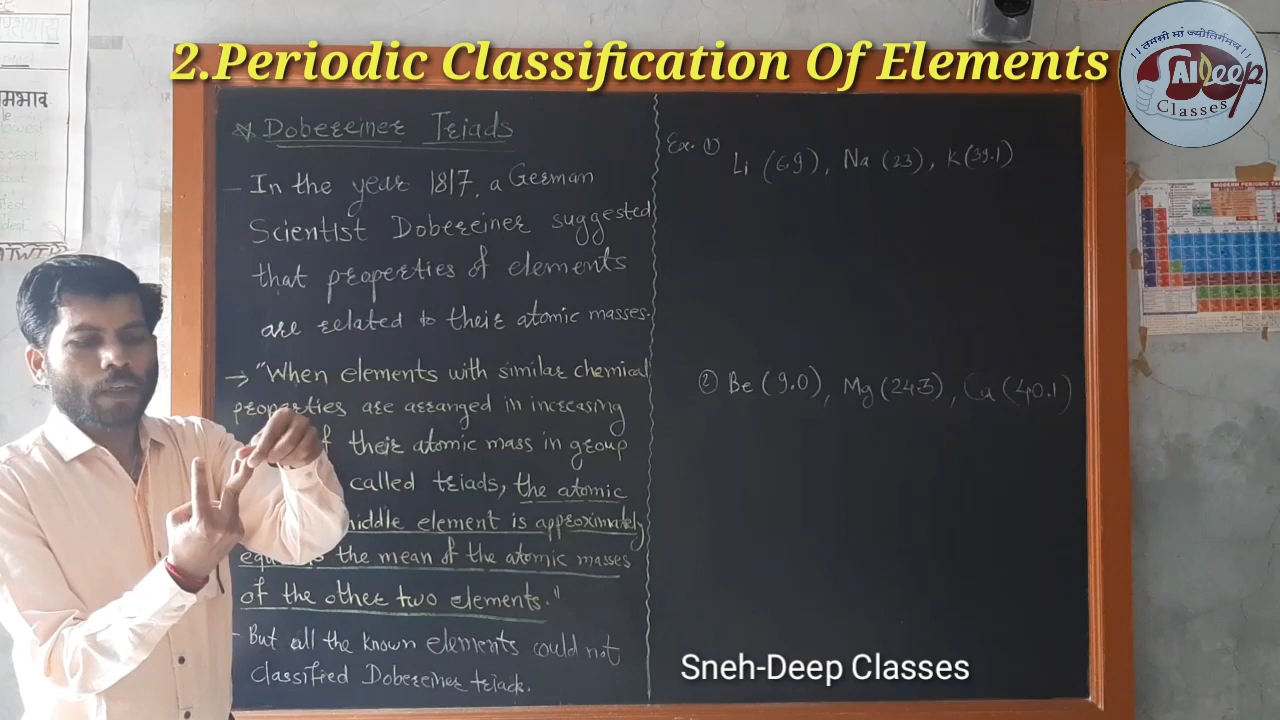 2.Periodic Classification Of Elements
।। तमसो मां ज्योतिर्गमय ।।
SAI Deep
Classes
Dobereiner Triads
- In the year 1817, a German
Scientist Dobereiner suggested
that properties of elements
are related to their atomic masses.
→ "When elements with similar chemical
properties are arranged in increasing
their atomic mass in group
called triads, the atomic
middle element is approximately
the mean of the atomic masses
of the other two elements."
- But all the known elements could not
classified Dobereiner triads.
Ex. ① Li (6.9), Na (23), K (39.1)
② Be (9.0), Mg (24.3), Ca (40.1)
Sneh-Deep Classes